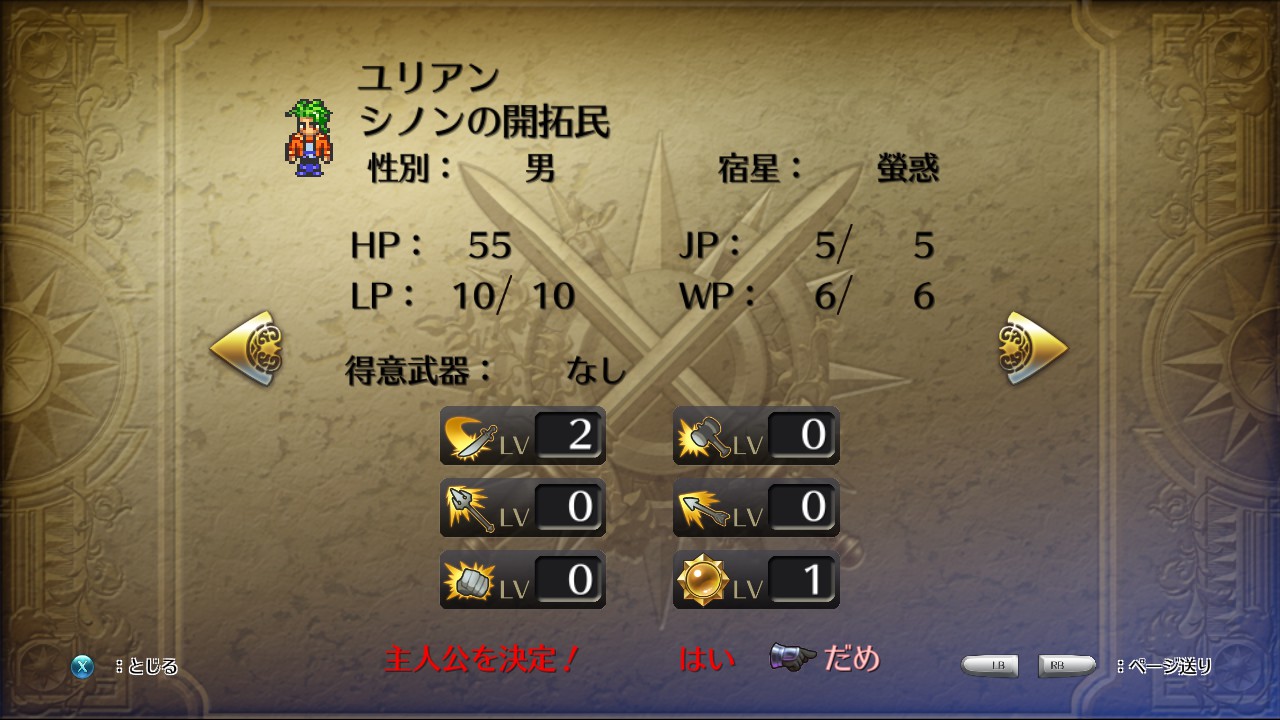 ユリアン
シノンの開拓民
性別： 男 宿星： 螢惑
HP： 55 JP： 5/ 5
LP： 10/ 10 WP： 6/ 6
得意武器： なし
LV 2 LV 0
LV 0 LV 0
LV 0 LV 1
主人公を決定！ はい だめ
X ：とじる LB RB ：ページ送り